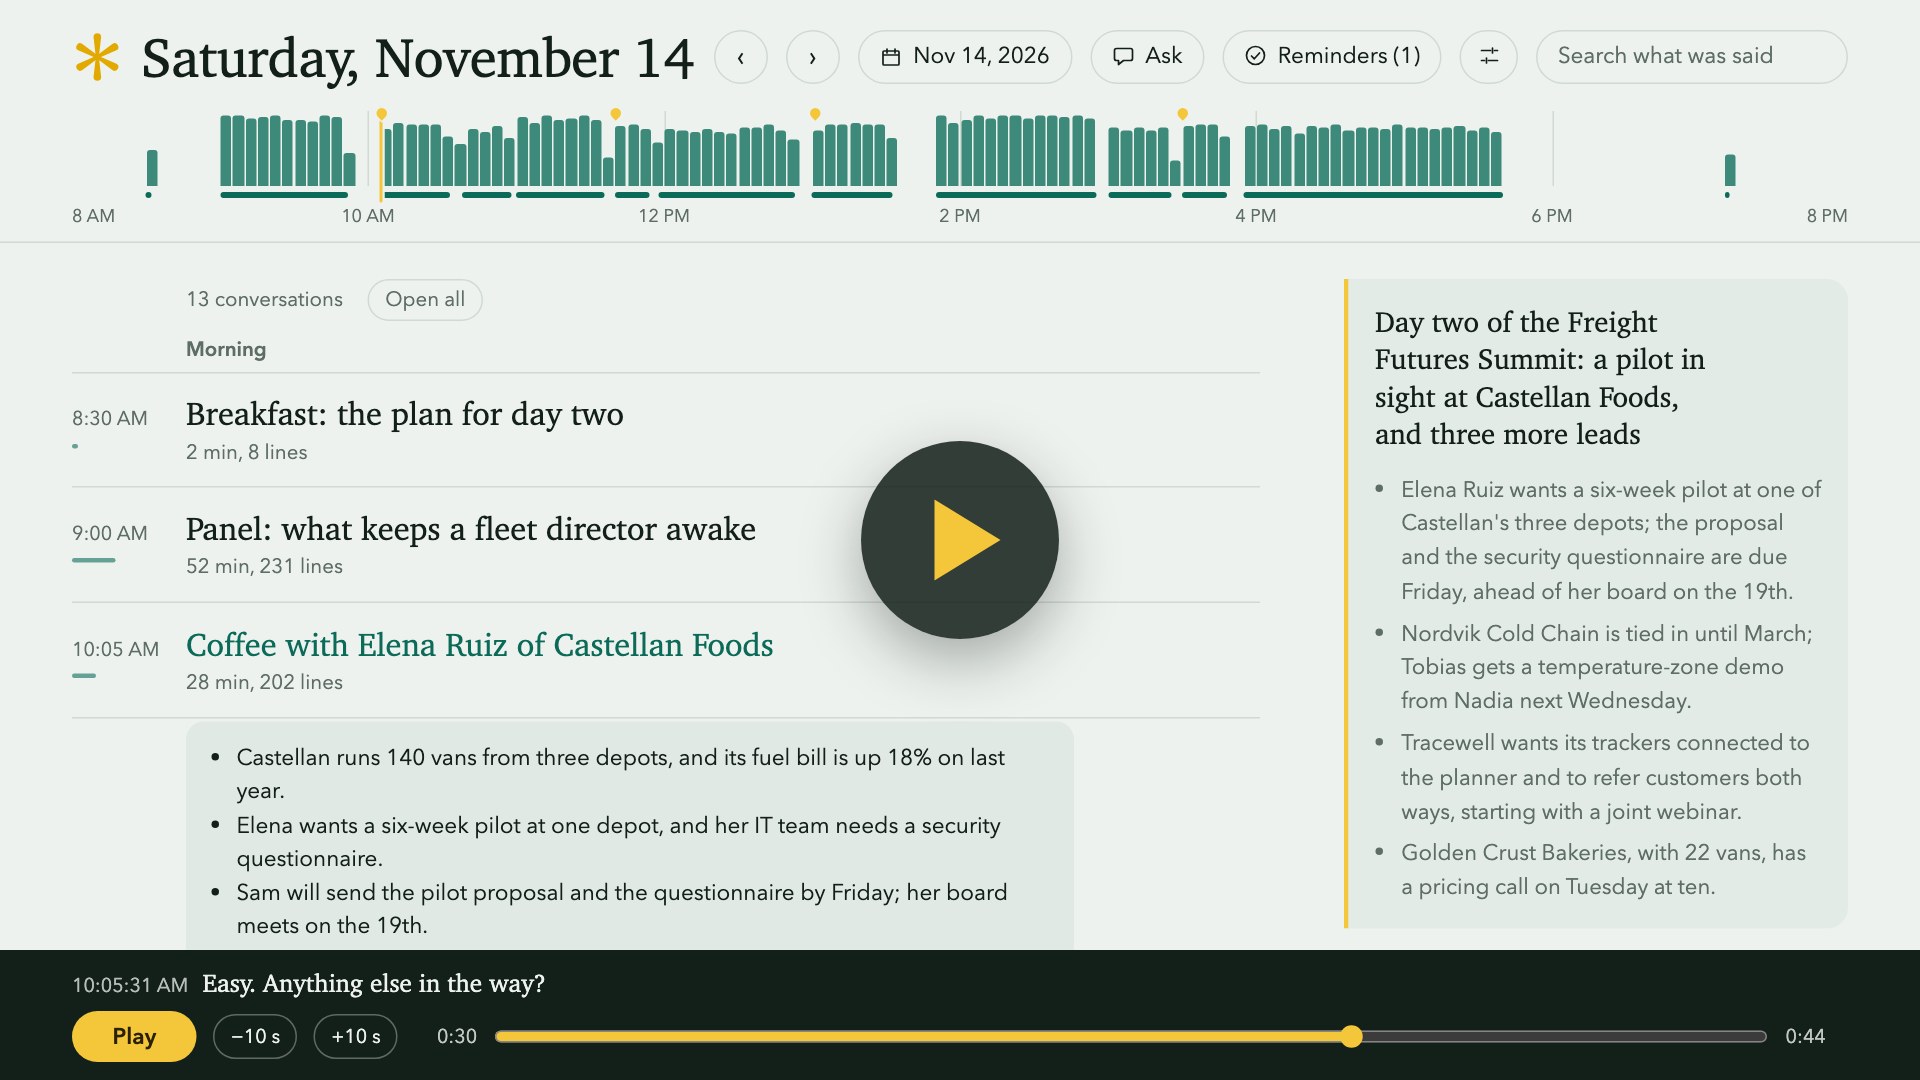 Saturday, November 14
‹
›
Nov 14, 2026
Ask
Reminders (1)
Search what was said
8 AM
10 AM
12 PM
2 PM
4 PM
6 PM
8 PM
13 conversations
Open all
Morning
8:30 AM
Breakfast: the plan for day two
2 min, 8 lines
9:00 AM
Panel: what keeps a fleet director awake
52 min, 231 lines
10:05 AM
Coffee with Elena Ruiz of Castellan Foods
28 min, 202 lines
• Castellan runs 140 vans from three depots, and its fuel bill is up 18% on last
year.
• Elena wants a six-week pilot at one depot, and her IT team needs a security
questionnaire.
• Sam will send the pilot proposal and the questionnaire by Friday; her board
meets on the 19th.
Day two of the Freight
Futures Summit: a pilot in
sight at Castellan Foods,
and three more leads
• Elena Ruiz wants a six-week pilot at one of
Castellan's three depots; the proposal
and the security questionnaire are due
Friday, ahead of her board on the 19th.
• Nordvik Cold Chain is tied in until March;
Tobias gets a temperature-zone demo
from Nadia next Wednesday.
• Tracewell wants its trackers connected to
the planner and to refer customers both
ways, starting with a joint webinar.
• Golden Crust Bakeries, with 22 vans, has
a pricing call on Tuesday at ten.
10:05:31 AM
Easy. Anything else in the way?
Play
−10 s
+10 s
0:30
0:44